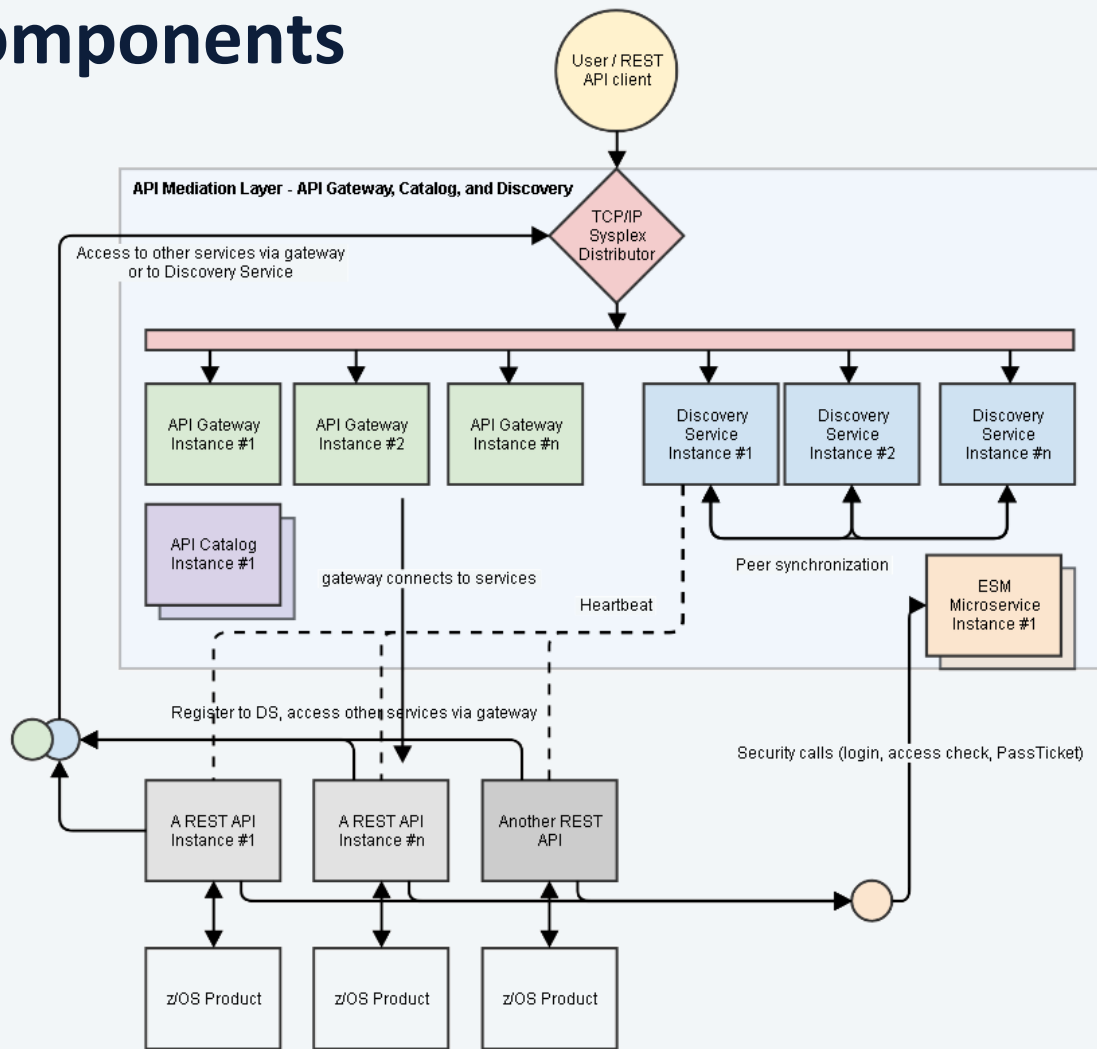 omponents
User / REST
API client
API Mediation Layer - API Gateway, Catalog, and Discovery
TCP/IP
Sysplex
Distributor
Access to other services via gateway
or to Discovery Service
API Gateway
Instance #1
API Gateway
Instance #2
API Gateway
Instance #n
Discovery
Service
Instance #1
Discovery
Service
Instance #2
Discovery
Service
Instance #n
API Catalog
Instance #1
gateway connects to services
Peer synchronization
Heartbeat
ESM
Microservice
Instance #1
Register to DS, access other services via gateway
Security calls (login, access check, PassTicket)
A REST API
Instance #1
A REST API
Instance #n
Another REST
API
z/OS Product
z/OS Product
z/OS Product